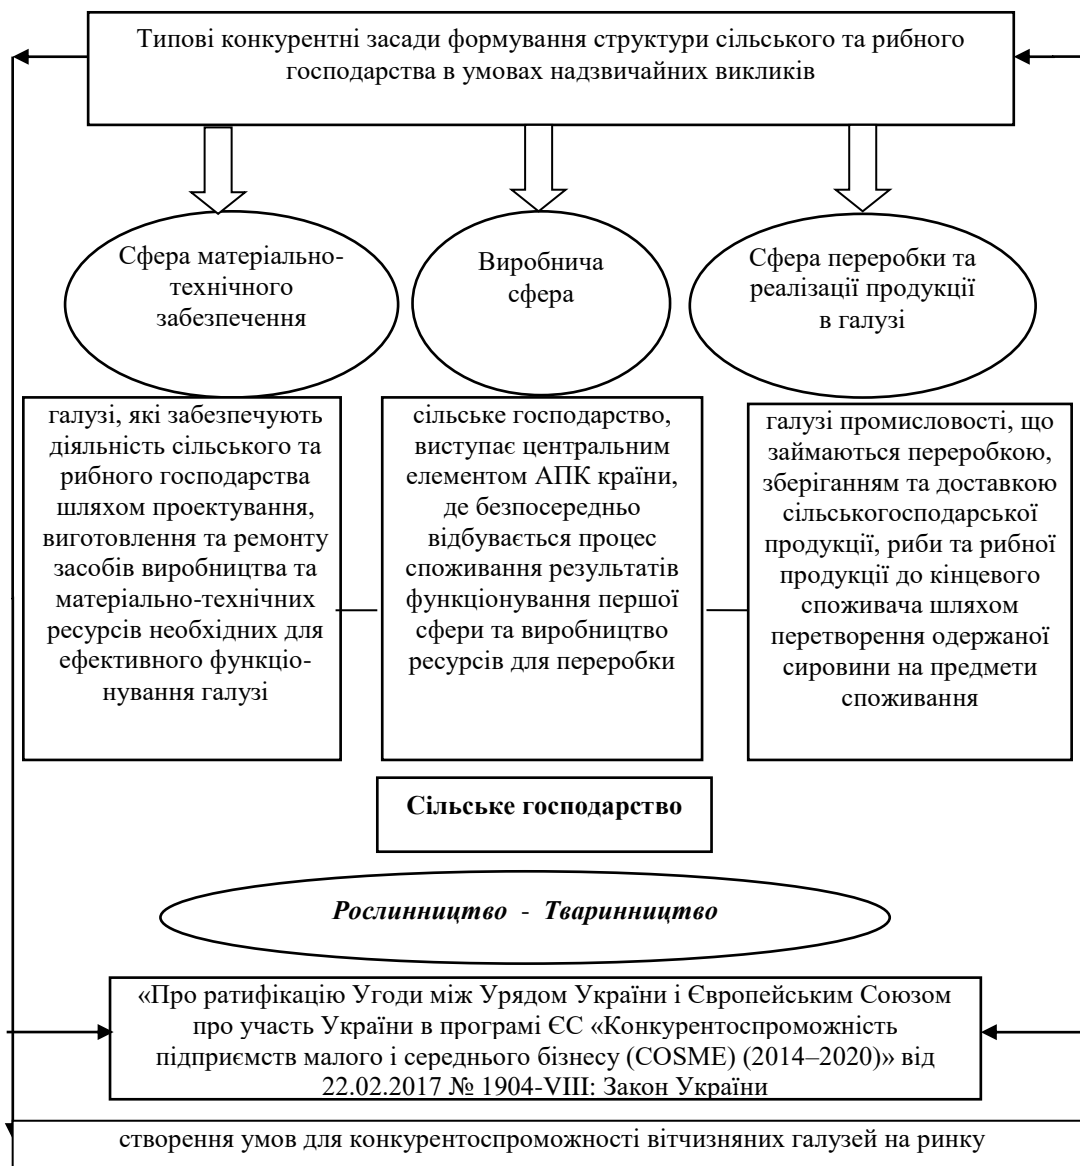 Типові конкурентні засади формування структури сільського та рибного
господарства в умовах надзвичайних викликів
Сфера матеріально-
технічного
забезпечення
Виробнича
сфера
Сфера переробки та
реалізації продукції
в галузі
галузі, які забезпечують
діяльність сільського та
рибного господарства
шляхом проектування,
виготовлення та ремонту
засобів виробництва та
матеріально-технічних
ресурсів необхідних для
ефективного функціо-
нування галузі
сільське господарство,
виступає центральним
елементом АПК країни,
де безпосередньо
відбувається процес
споживання результатів
функціонування першої
сфери та виробництво
ресурсів для переробки
галузі промисловості, що
займаються переробкою,
зберіганням та доставкою
сільськогосподарської
продукції, риби та рибної
продукції до кінцевого
споживача шляхом
перетворення одержаної
сировини на предмети
споживання
Сільське господарство
Рослинництво - Тваринництво
«Про ратифікацію Угоди між Урядом України і Європейським Союзом
про участь України в програмі ЄС «Конкурентоспроможність
підприємств малого і середнього бізнесу (COSME) (2014–2020)» від
22.02.2017 № 1904-VIII: Закон України
створення умов для конкурентоспроможності вітчизняних галузей на ринку